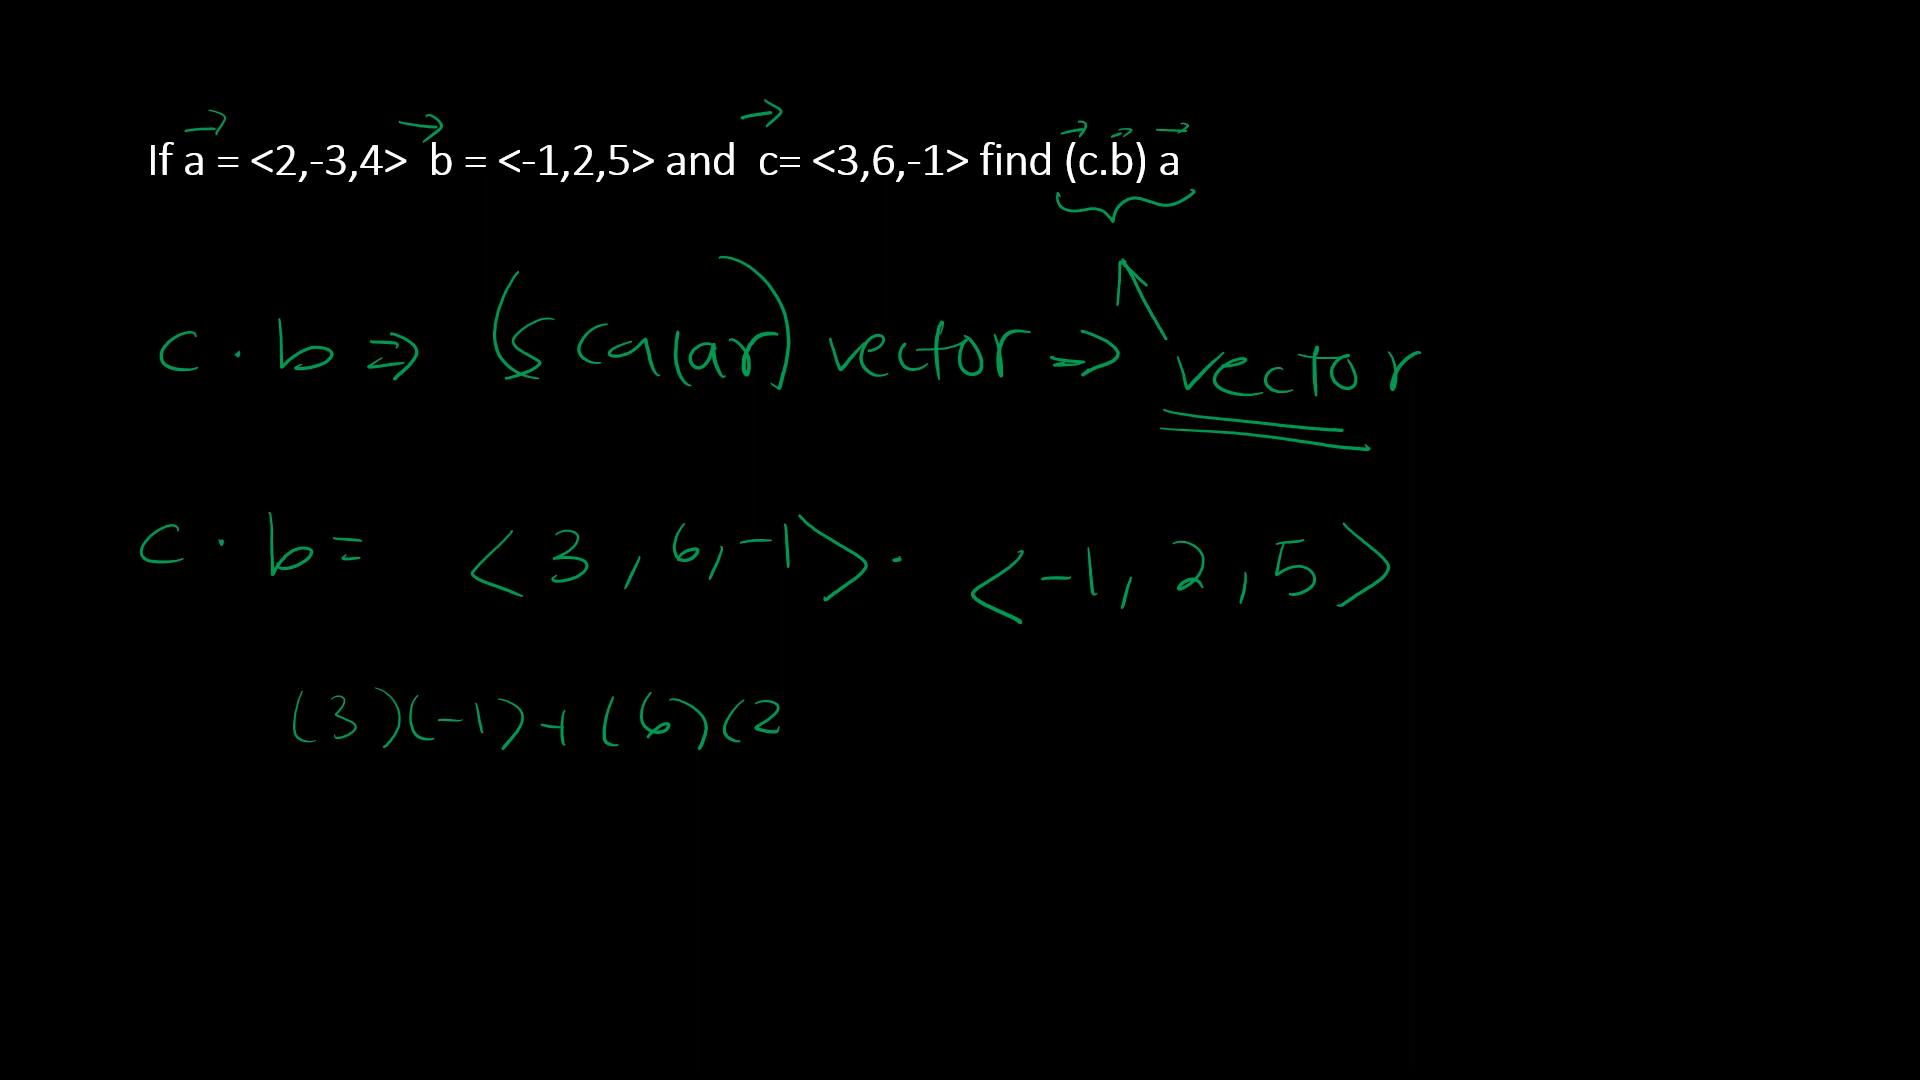 If a = <2,-3,4> b = <-1,2,5> and c= <3,6,-1> find (c.b) a
c . b ⇒ (scalar) vector ⇒ vector
c . b = <3, 6, -1> . <-1, 2, 5>
(3)(-1)+(6)(2